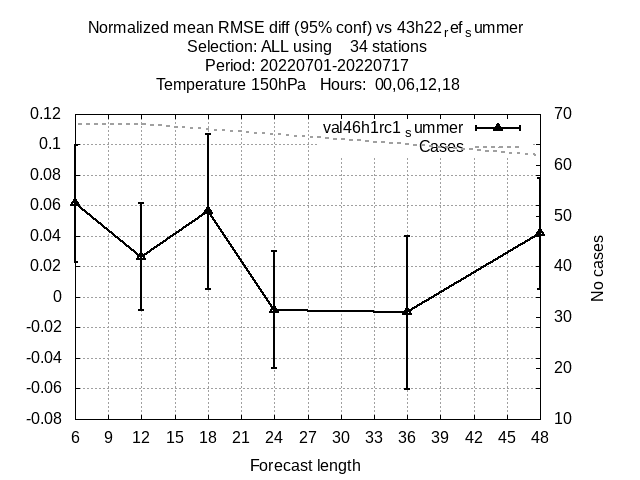 Normalized mean RMSE diff (95% conf) vs 43h22refsummer
Selection: ALL using 34 stations
Period: 20220701-20220717
Temperature 150hPa Hours: 00,06,12,18
val46h1rc1summer
Cases
0.12
0.1
0.08
0.06
0.04
0.02
0
-0.02
-0.04
-0.06
-0.08
70
60
50
40
30
20
10
No cases
6 9 12 15 18 21 24 27 30 33 36 39 42 45 48
Forecast length